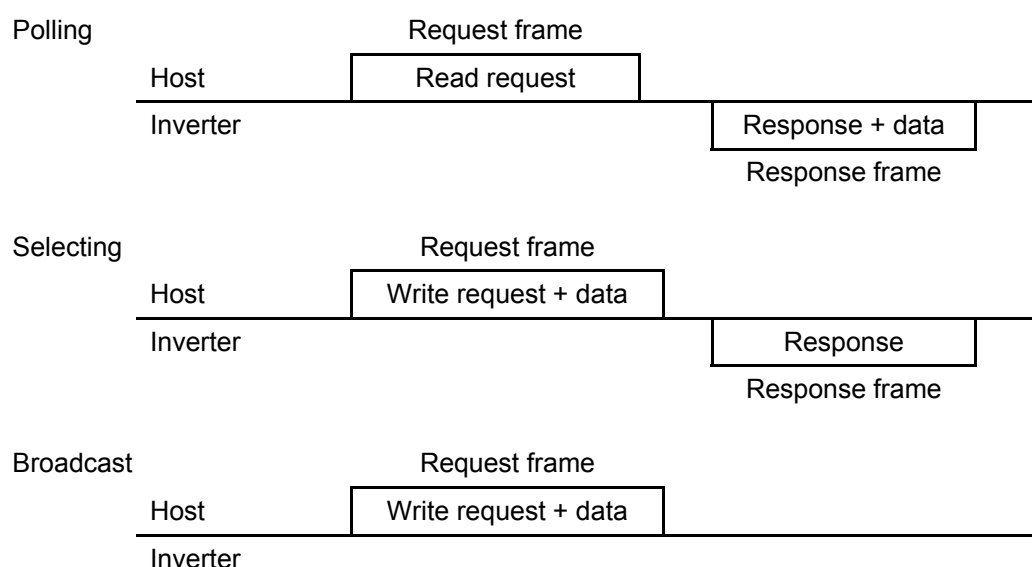 Polling
Request frame
Host
Read request
Inverter
Response + data
Response frame
Selecting
Request frame
Host
Write request + data
Inverter
Response
Response frame
Broadcast
Request frame
Host
Write request + data
Inverter